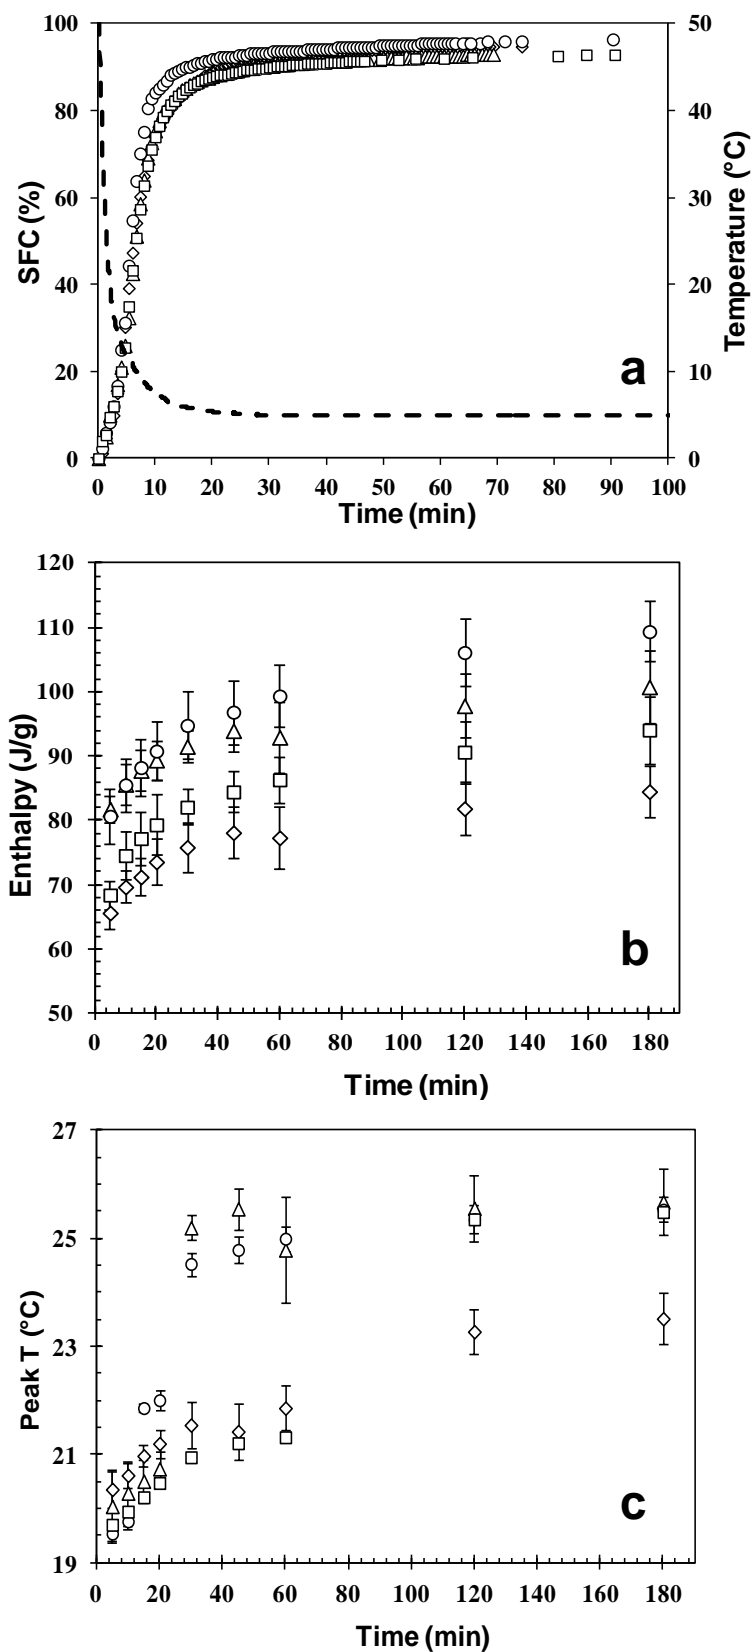 100 50
80 40
60 30
40 20
20 10
0 0
SFC (%)
Temperature (°C)
a
0 10 20 30 40 50 60 70 80 90 100
Time (min)
120
110
100
90
80
70
60
50
Enthalpy (J/g)
b
0 20 40 60 80 100 120 140 160 180
Time (min)
27
25
23
21
19
Peak T (°C)
c
0 20 40 60 80 100 120 140 160 180
Time (min)